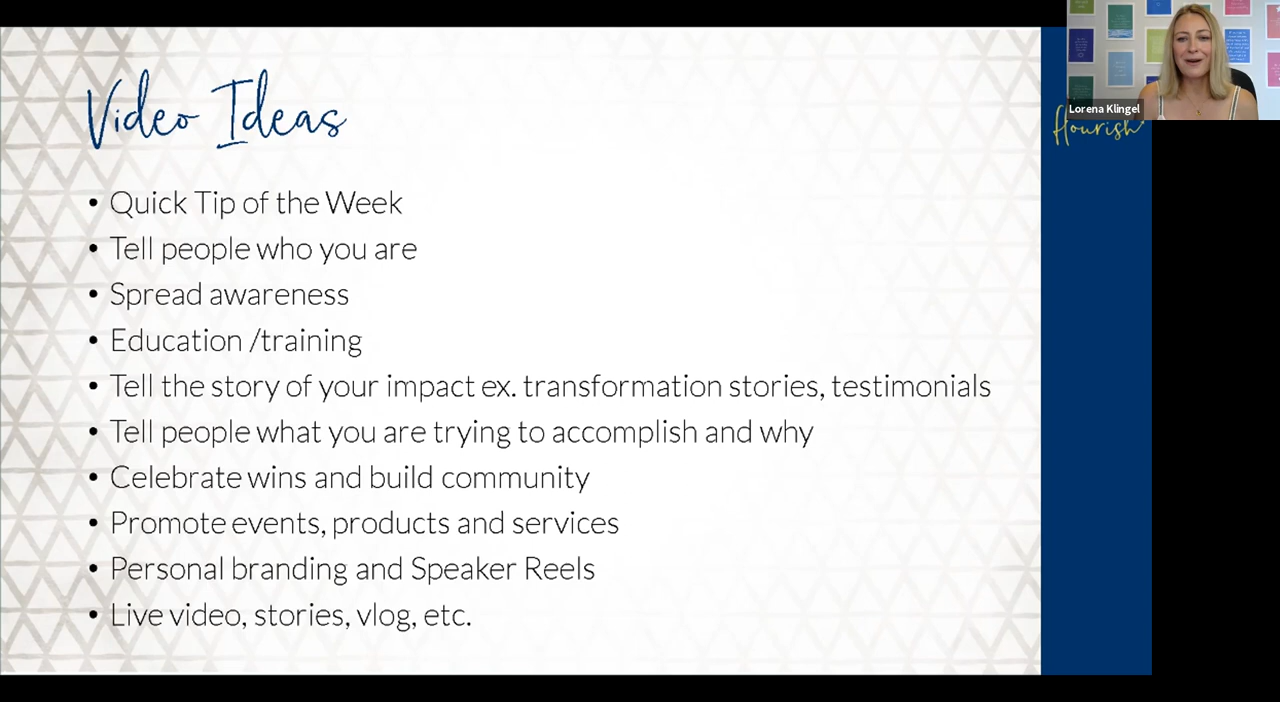 Video Ideas
• Quick Tip of the Week
• Tell people who you are
• Spread awareness
• Education /training
• Tell the story of your impact ex. transformation stories, testimonials
• Tell people what you are trying to accomplish and why
• Celebrate wins and build community
• Promote events, products and services
• Personal branding and Speaker Reels
• Live video, stories, vlog, etc.
Lorena Klingel
flourish